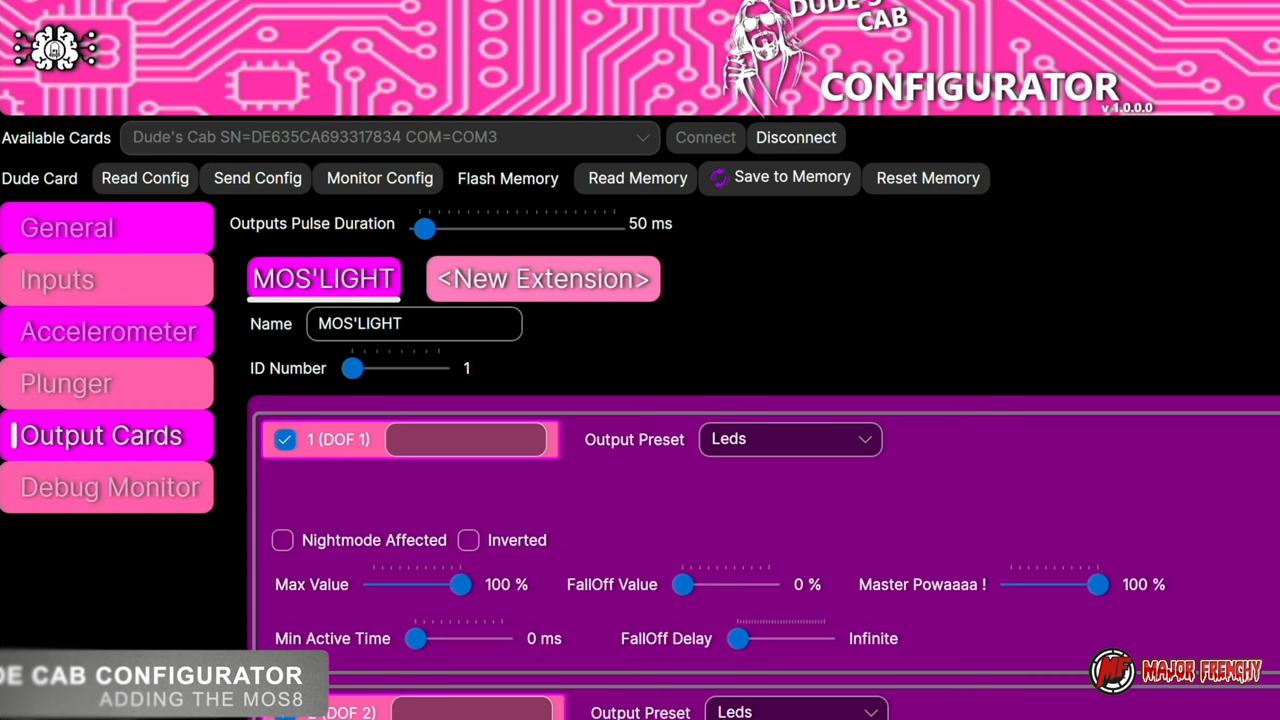 DUDE'S
CAB
CONFIGURATOR
v 1.0.0.0
Available Cards Dude's Cab SN=DE635CA693317834 COM=COM3 Connect Disconnect
Dude Card Read Config Send Config Monitor Config Flash Memory Read Memory Save to Memory Reset Memory
General
Inputs
Accelerometer
Plunger
Output Cards
Debug Monitor
Outputs Pulse Duration 50 ms
MOS'LIGHT <New Extension>
Name MOS'LIGHT
ID Number 1
1 (DOF 1) Output Preset Leds
Nightmode Affected Inverted
Max Value 100 % FallOff Value 0 % Master Powaaaa ! 100 %
Min Active Time 0 ms FallOff Delay Infinite
2 (DOF 2) Output Preset Leds
DE CAB CONFIGURATOR
ADDING THE MOS8
MF MAJOR FRENCHY